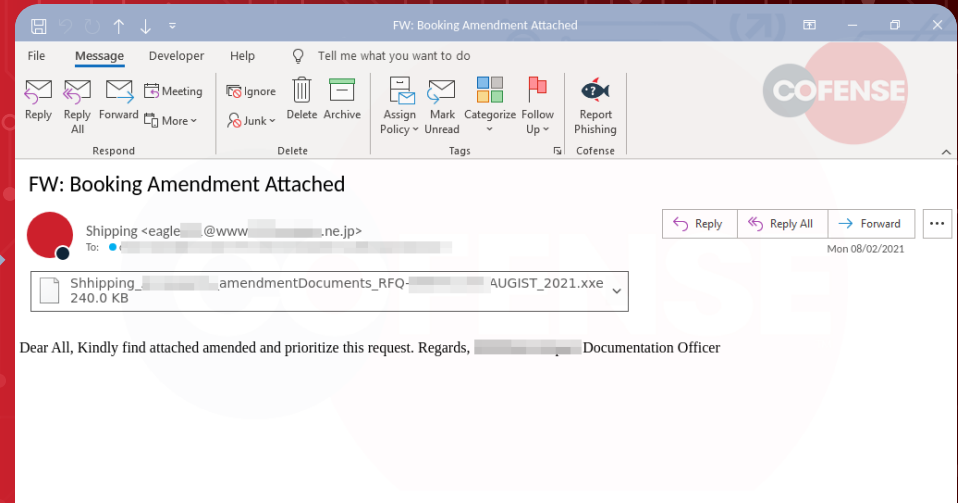 FW: Booking Amendment Attached
File Message Developer Help Tell me what you want to do
Reply
Reply All
Forward
Meeting
More
Respond
Ignore
Junk
Delete
Archive
Delete
Assign Policy
Mark Unread
Categorize
Follow Up
Tags
Report Phishing
Cofense
COFENSE
FW: Booking Amendment Attached
Shipping <eagle @www .ne.jp>
To:
Reply
Reply All
Forward
Mon 08/02/2021
Shhipping_ _amendmentDocuments_RFQ- AUGIST_2021.xxe
240.0 KB
Dear All, Kindly find attached amended and prioritize this request. Regards, Documentation Officer
COFENSE